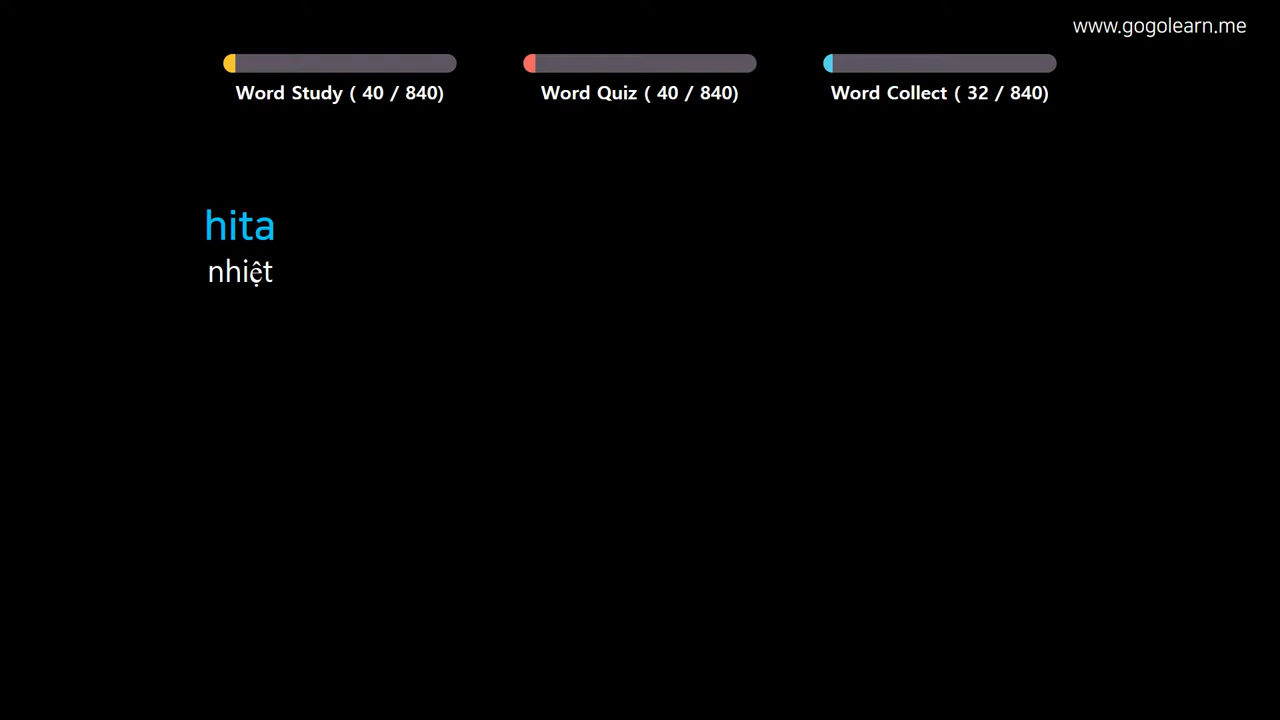 www.gogolearn.me
Word Study ( 40 / 840)
Word Quiz ( 40 / 840)
Word Collect ( 32 / 840)
hita
nhiệt